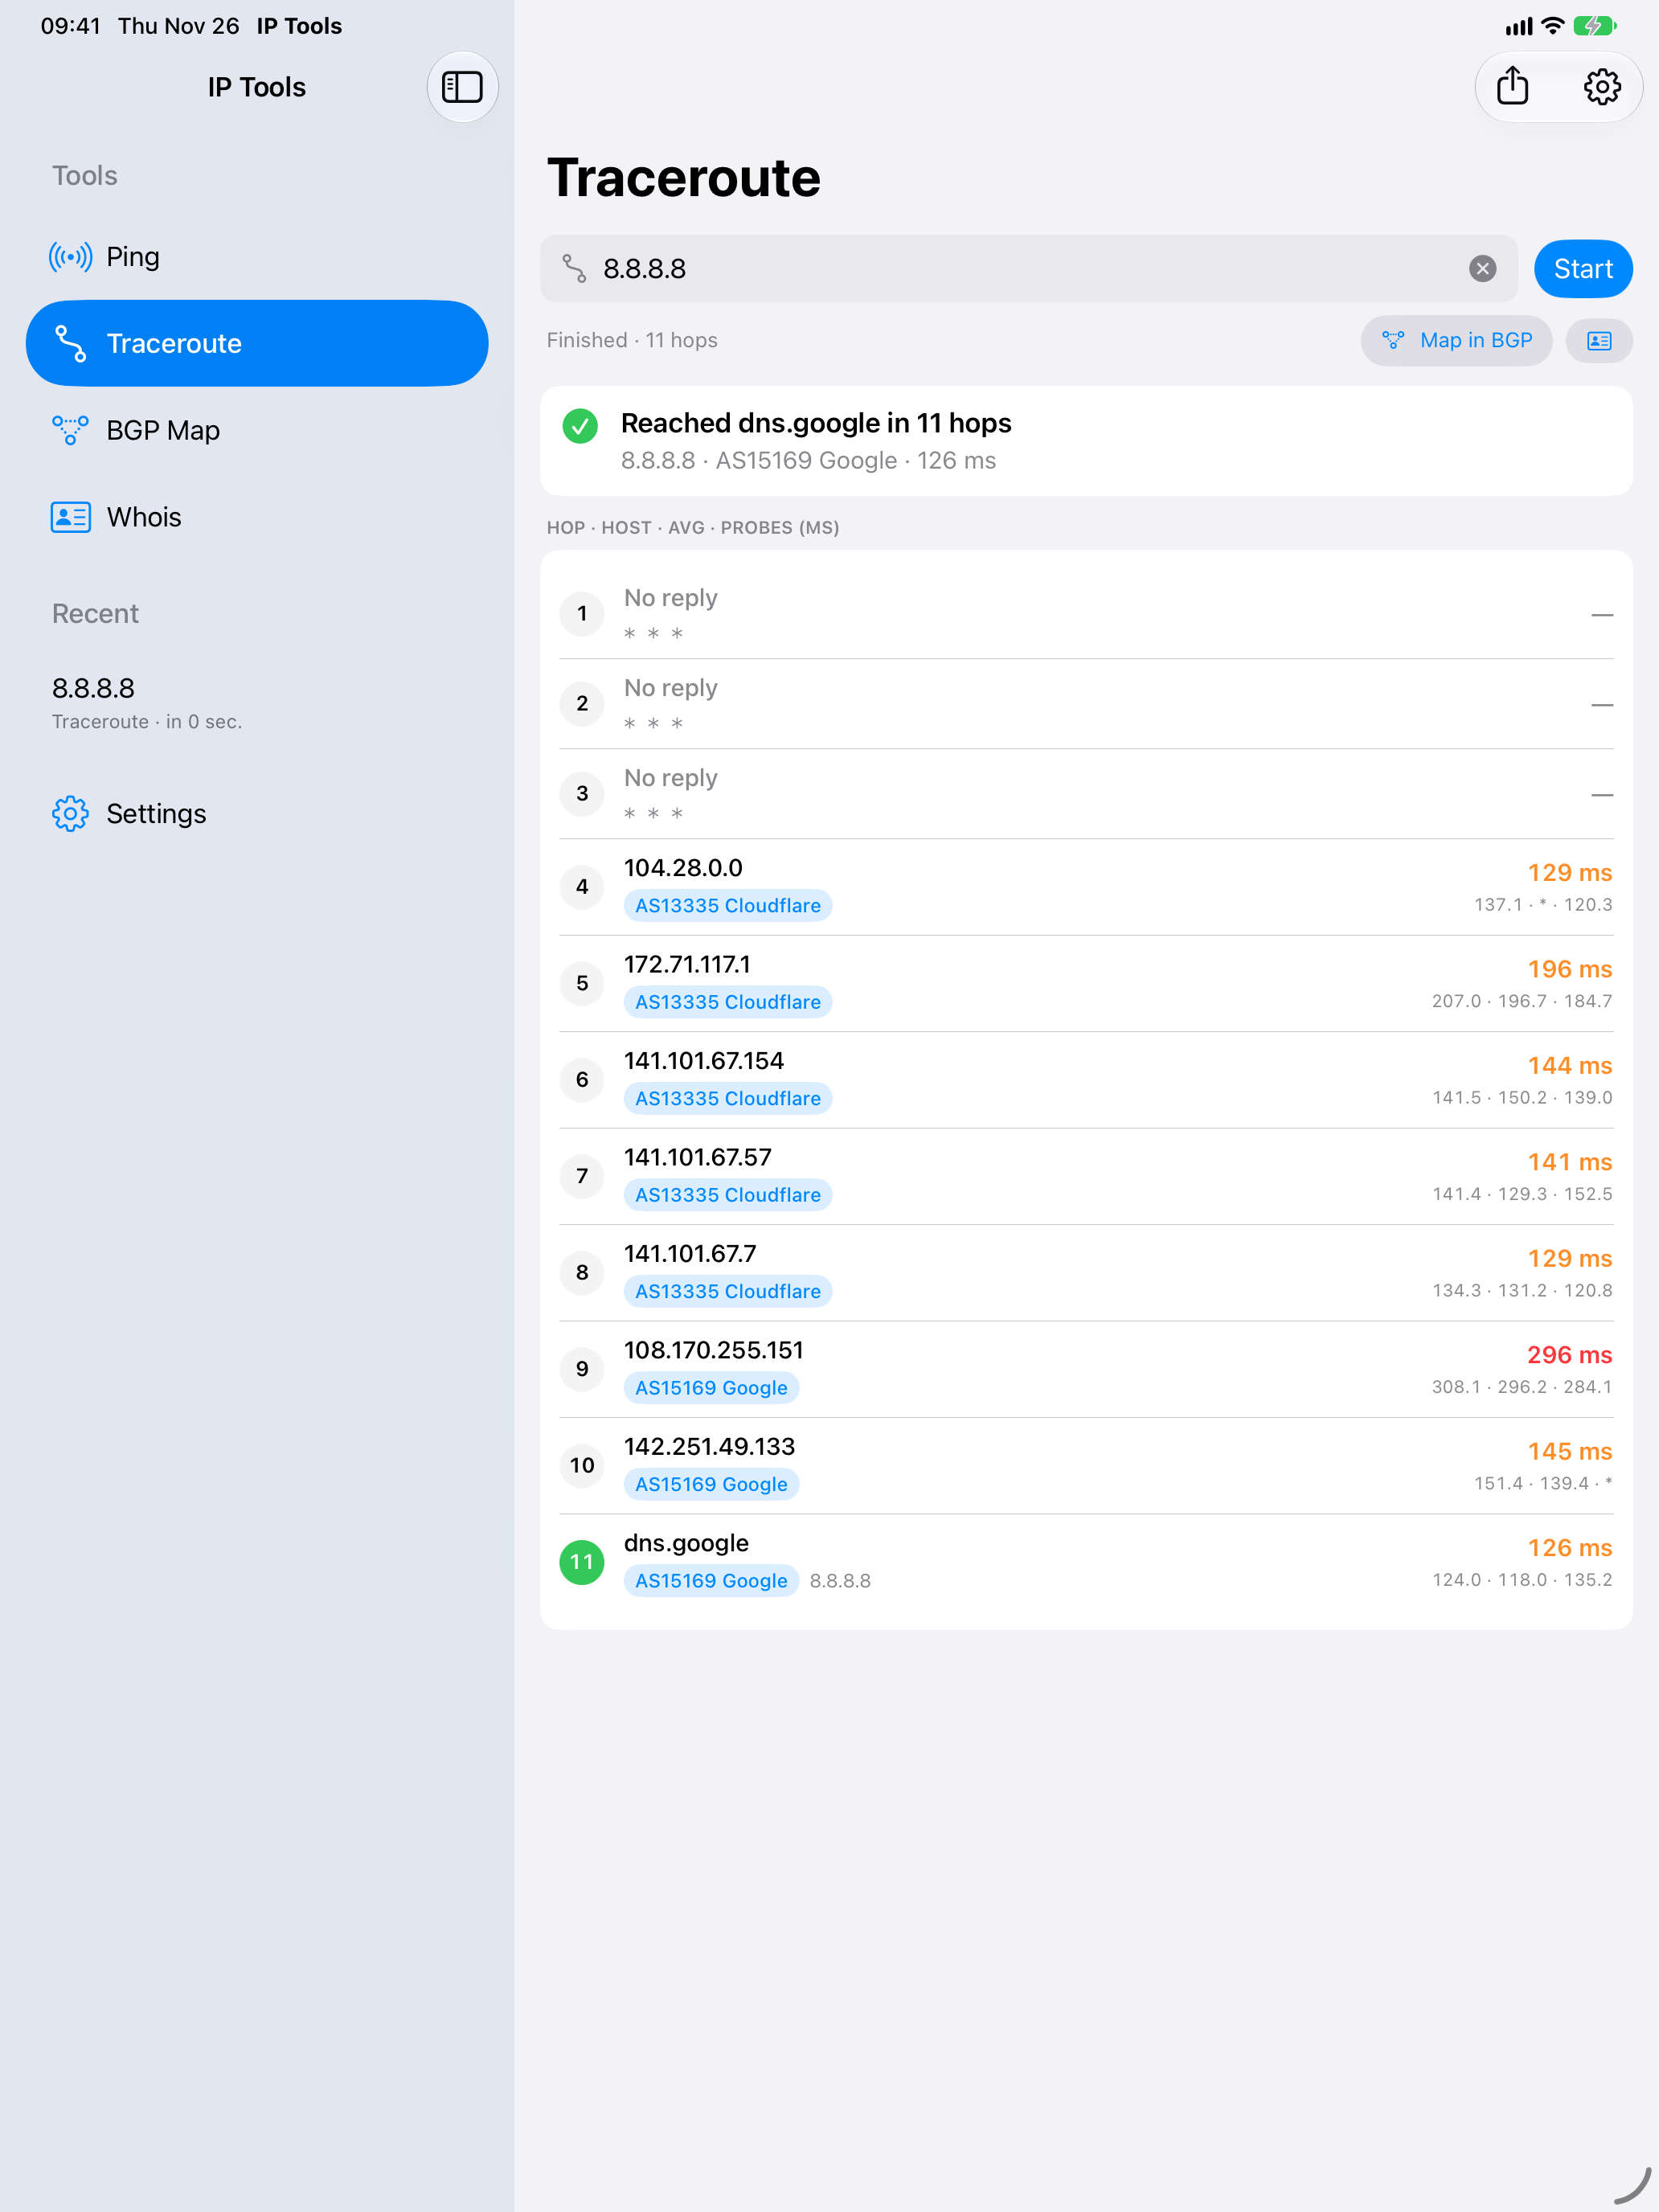 09:41 Thu Nov 26 IP Tools
IP Tools
Tools
Ping
Traceroute
BGP Map
Whois
Recent
8.8.8.8
Traceroute · in 0 sec.
Settings
Traceroute
8.8.8.8
Start
Finished · 11 hops
Map in BGP
Reached dns.google in 11 hops
8.8.8.8 · AS15169 Google · 126 ms
HOP · HOST · AVG · PROBES (MS)
1 No reply —
* * *
2 No reply —
* * *
3 No reply —
* * *
4 104.28.0.0 129 ms
AS13335 Cloudflare 137.1 · * · 120.3
5 172.71.117.1 196 ms
AS13335 Cloudflare 207.0 · 196.7 · 184.7
6 141.101.67.154 144 ms
AS13335 Cloudflare 141.5 · 150.2 · 139.0
7 141.101.67.57 141 ms
AS13335 Cloudflare 141.4 · 129.3 · 152.5
8 141.101.67.7 129 ms
AS13335 Cloudflare 134.3 · 131.2 · 120.8
9 108.170.255.151 296 ms
AS15169 Google 308.1 · 296.2 · 284.1
10 142.251.49.133 145 ms
AS15169 Google 151.4 · 139.4 · *
11 dns.google 126 ms
AS15169 Google 8.8.8.8 124.0 · 118.0 · 135.2